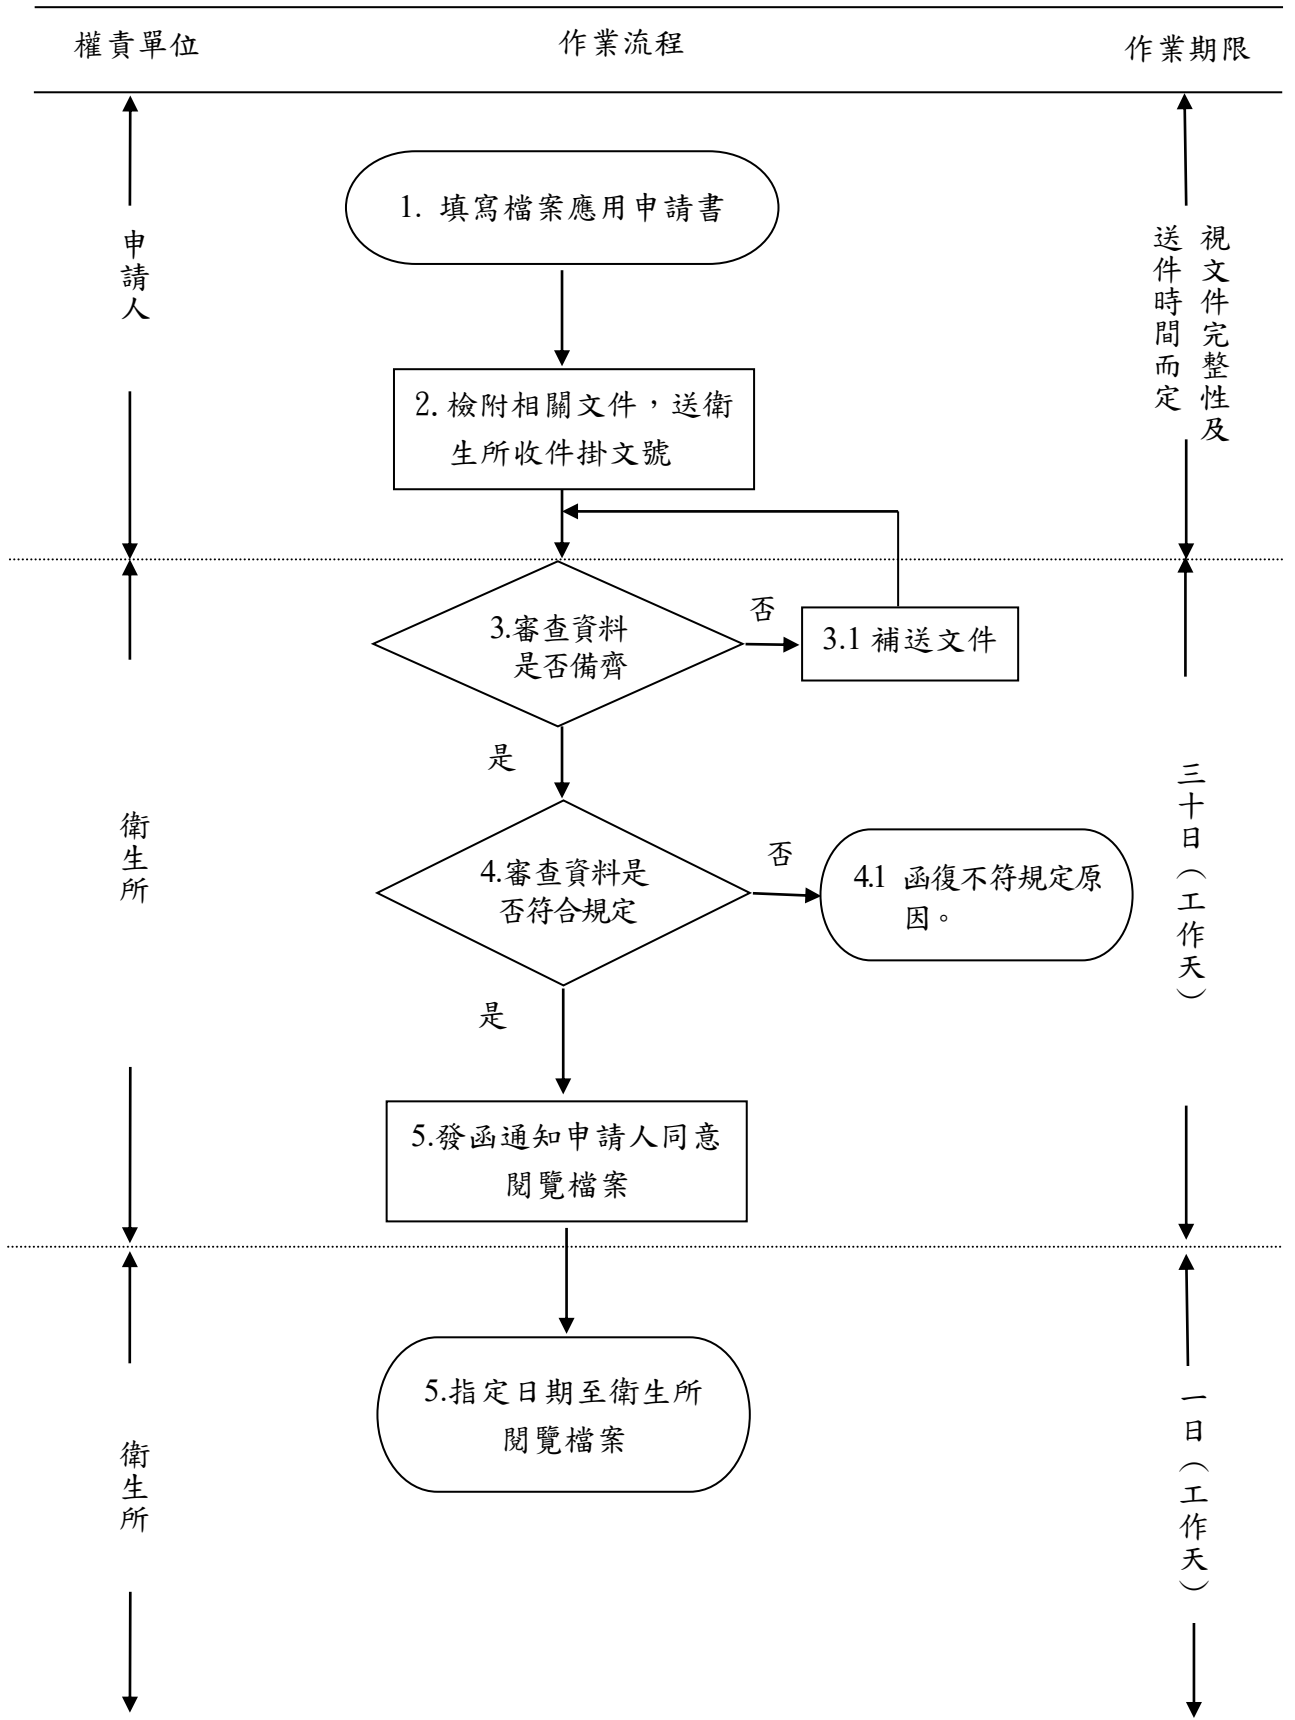 權責單位
作業流程
作業期限
1. 填寫檔案應用申請書
申請人
視文件完整性及
送件時間而定
2. 檢附相關文件，送衛
生所收件掛文號
3.審查資料
是否備齊
否
3.1 補送文件
是
衛生所
三十日（工作天）
4.審查資料是
否符合規定
否
4.1 函復不符規定原
因。
是
5.發函通知申請人同意
閱覽檔案
5.指定日期至衛生所
閱覽檔案
衛生所
一日（工作天）